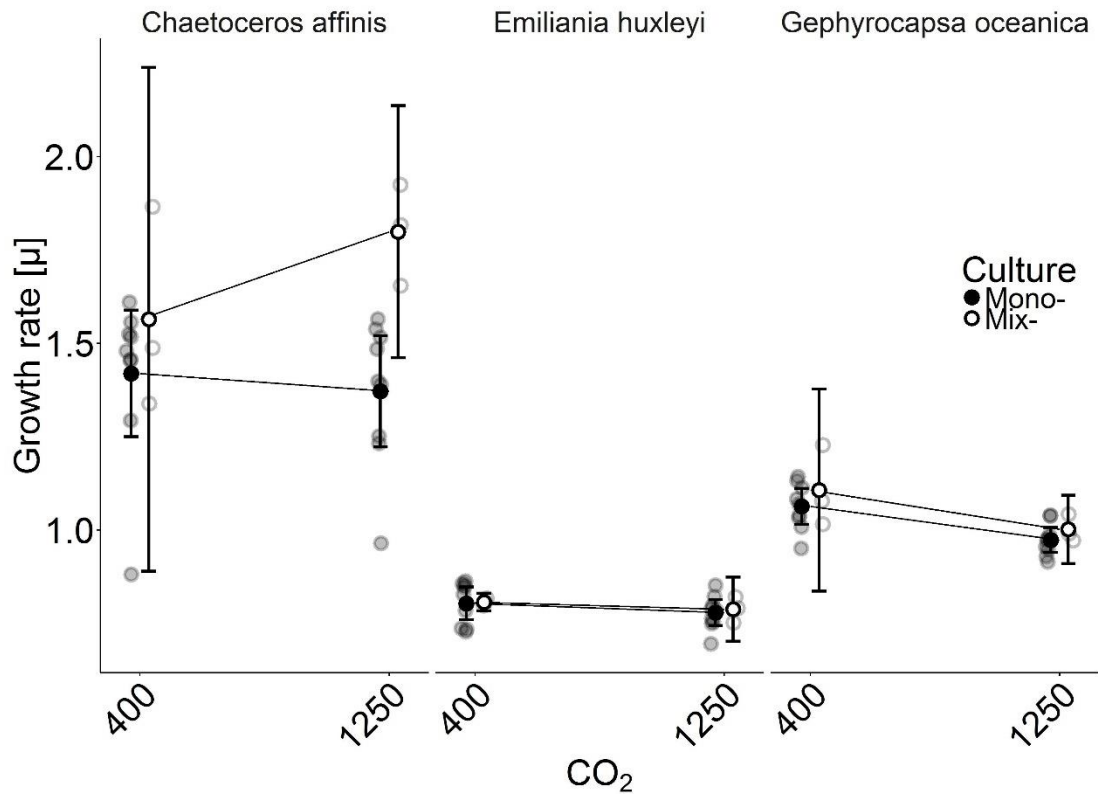 Chaetoceros affinis
Emiliania huxleyi
Gephyrocapsa oceanica
Growth rate [µ]
2.0
1.5
1.0
Culture
Mono-
Mix-
400
1250
400
1250
400
1250
CO₂